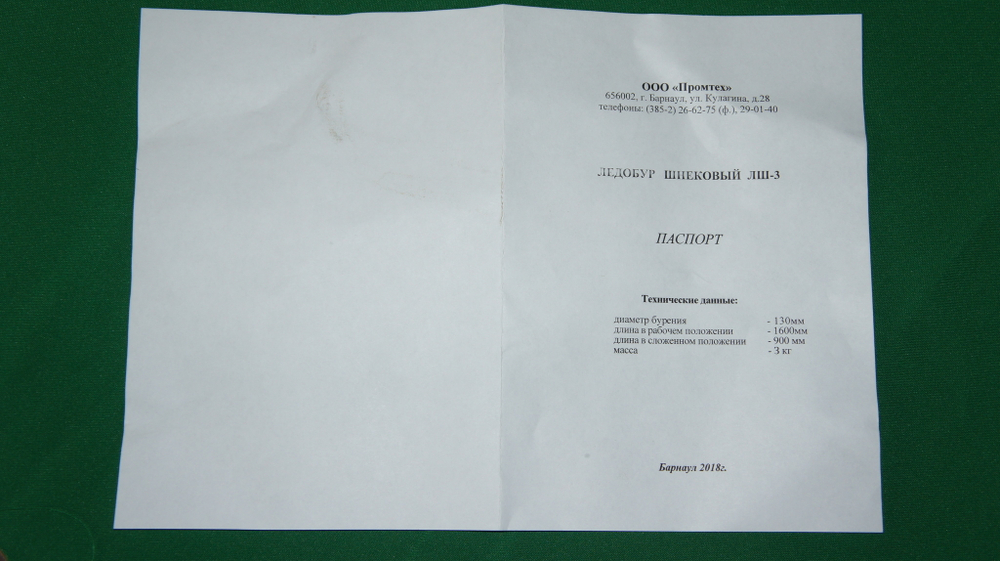 ООО «Промтех»
656002, г. Барнаул, ул. Кулагина, д.28
телефоны: (385-2) 26-62-75 (ф.), 29-01-40
ЛЕДОБУР ШНЕКОВЫЙ ЛШ-3
ПАСПОРТ
Технические данные:
диаметр бурения - 130мм
длина в рабочем положении - 1600мм
длина в сложенном положении - 900 мм
масса - 3 кг
Барнаул 2018г.